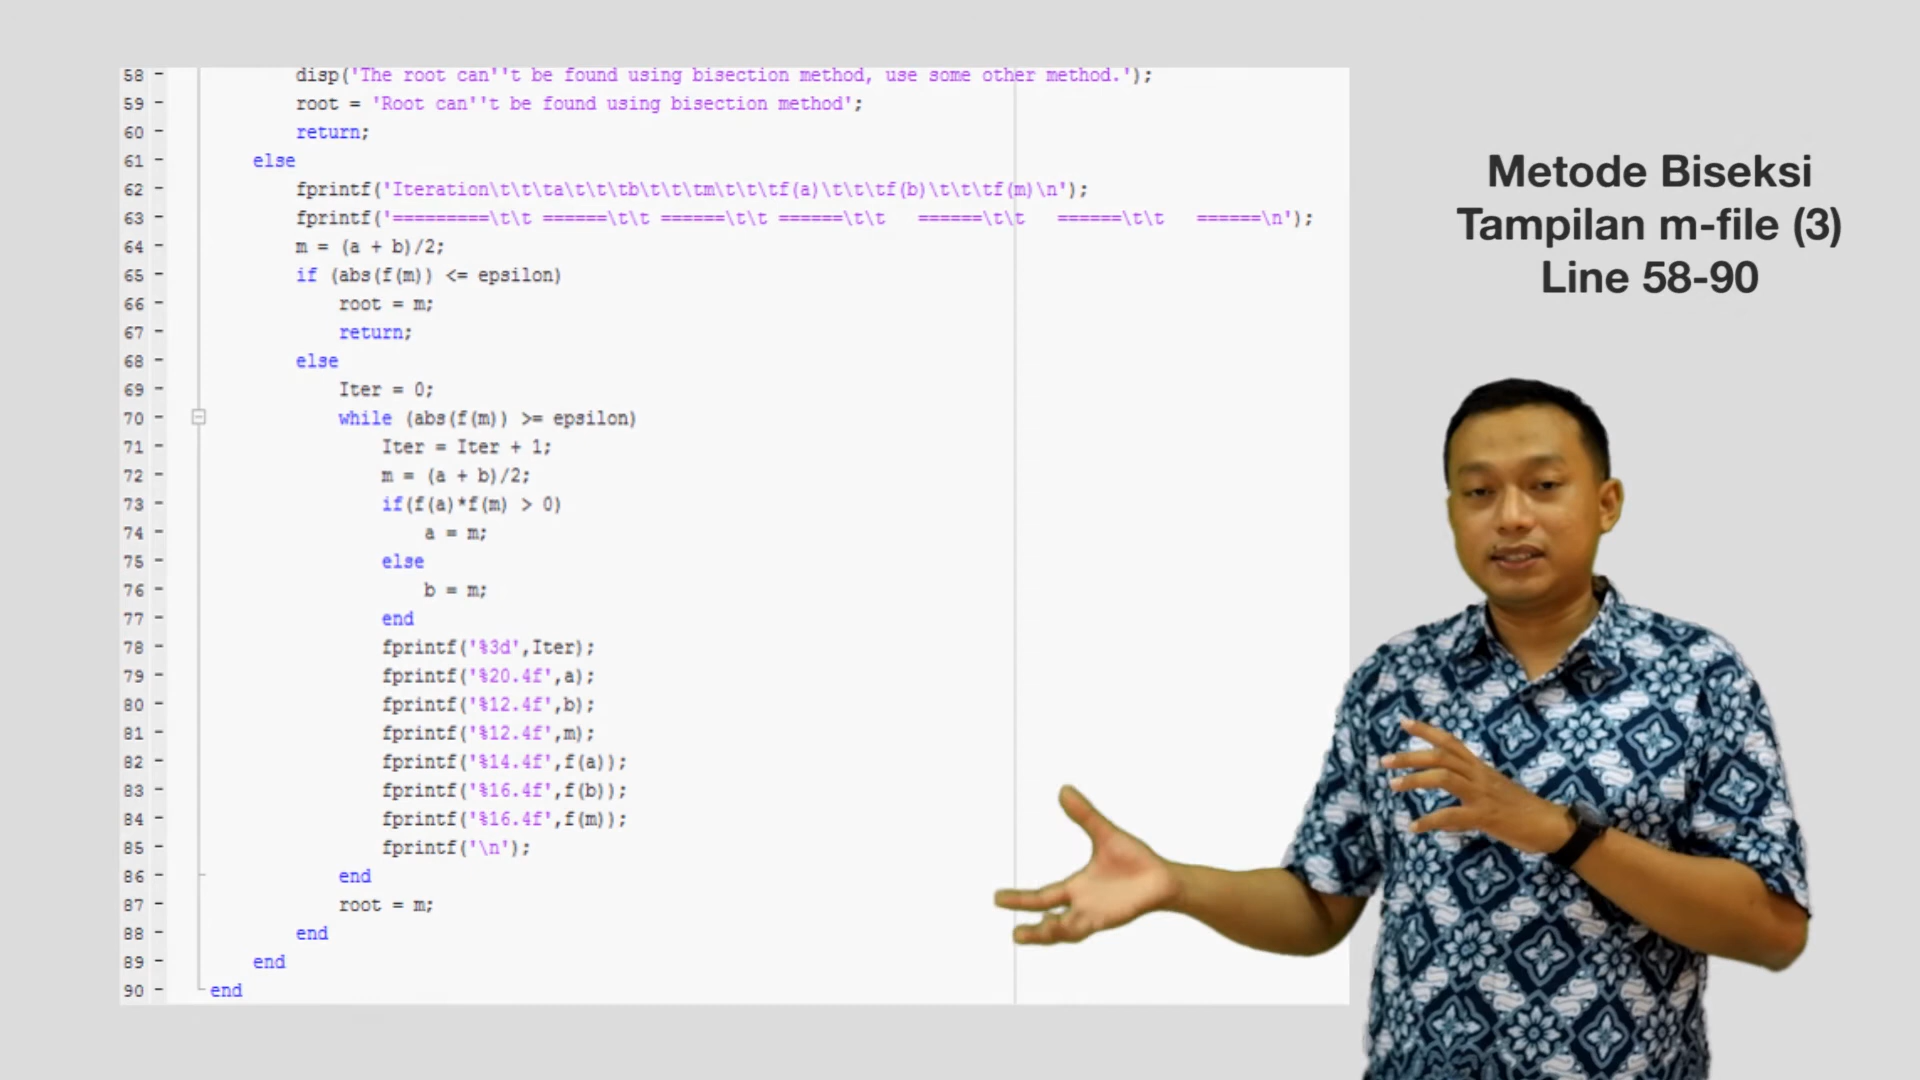 58 - disp('The root can''t be found using bisection method, use some other method.');
59 - root = 'Root can''t be found using bisection method';
60 - return;
61 - else
62 - fprintf('Iteration\t\t\ta\t\t\tb\t\t\tm\t\t\tf(a)\t\t\tf(b)\t\t\tf(m)\n');
63 - fprintf('=========\t\t ======\t\t ======\t\t ======\t\t   ======\t\t   ======\t\t   ======\n');
64 - m = (a + b)/2;
65 - if (abs(f(m)) <= epsilon)
66 - root = m;
67 - return;
68 - else
69 - Iter = 0;
70 - while (abs(f(m)) >= epsilon)
71 - Iter = Iter + 1;
72 - m = (a + b)/2;
73 - if(f(a)*f(m) > 0)
74 - a = m;
75 - else
76 - b = m;
77 - end
78 - fprintf('%3d',Iter);
79 - fprintf('%20.4f',a);
80 - fprintf('%12.4f',b);
81 - fprintf('%12.4f',m);
82 - fprintf('%14.4f',f(a));
83 - fprintf('%16.4f',f(b));
84 - fprintf('%16.4f',f(m));
85 - fprintf('\n');
86 - end
87 - root = m;
88 - end
89 - end
90 - end
Metode Biseksi
Tampilan m-file (3)
Line 58-90